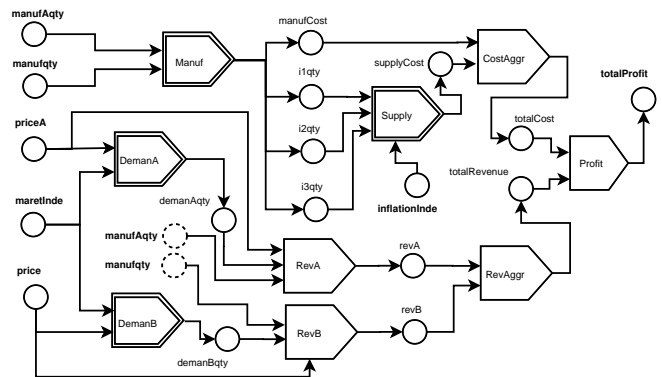 manufAqty
manufqty
Manuf
manufCost
i1qty
i2qty
i3qty
supplyCost
CostAggr
Supply
totalProfit
priceA
DemanA
totalCost
Profit
totalRevenue
demanAqty
inflationInde
maretInde
manufAqty
manufqty
RevA
revA
RevAggr
price
DemanB
demanBqty
RevB
revB